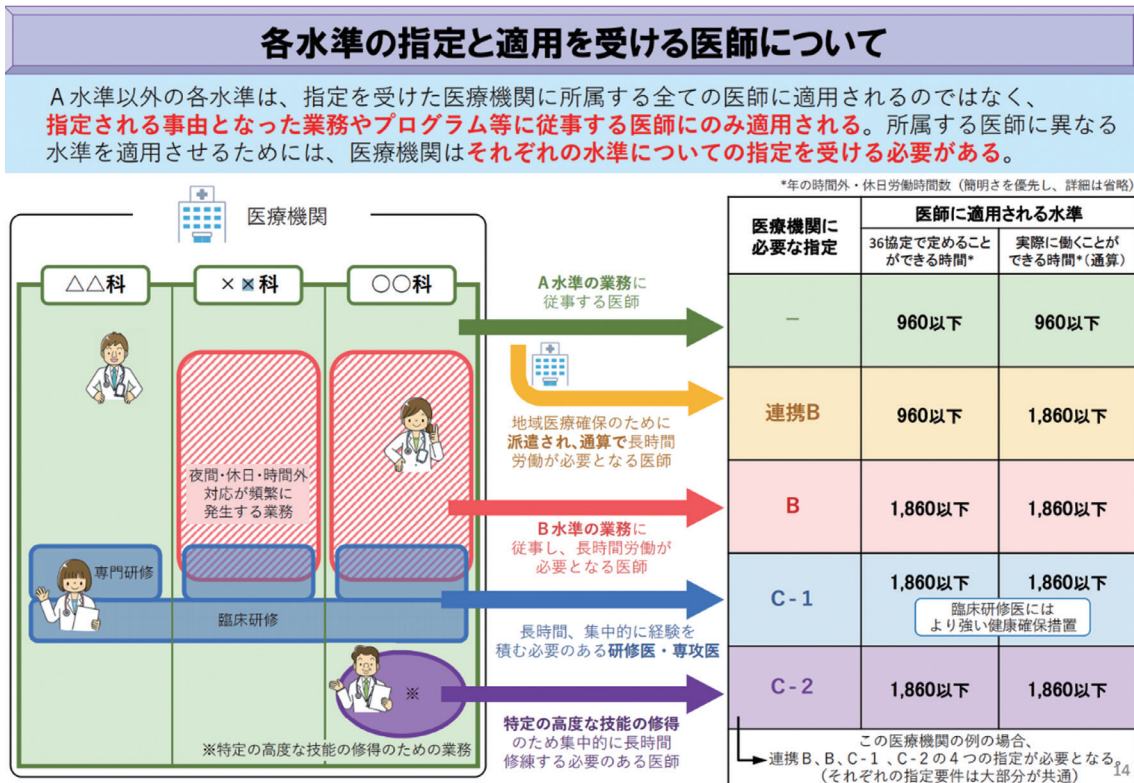 各水準の指定と適用を受ける医師について
A水準以外の各水準は、指定を受けた医療機関に所属する全ての医師に適用されるのではなく、
指定される事由となった業務やプログラム等に従事する医師にのみ適用される。所属する医師に異なる
水準を適用させるためには、医療機関はそれぞれの水準についての指定を受ける必要がある。
*年の時間外・休日労働時間数（簡明さを優先し、詳細は省略）
医療機関
△△科
××科
○○科
夜間・休日・時間外
対応が頻繁に
発生する業務
専門研修
臨床研修
※
※特定の高度な技能の修得のための業務
A水準の業務に
従事する医師
地域医療確保のために
派遣され、通算で長時間
労働が必要となる医師
B水準の業務に
従事し、長時間労働が
必要となる医師
長時間、集中的に経験を
積む必要のある研修医・専攻医
特定の高度な技能の修得
のため集中的に長時間
修練する必要のある医師
医療機関に
必要な指定
医師に適用される水準
36協定で定めること
ができる時間*
実際に働くことが
できる時間*（通算）
－
960以下
960以下
連携B
960以下
1,860以下
B
1,860以下
1,860以下
C-1
1,860以下
1,860以下
臨床研修医には
より強い健康確保措置
C-2
1,860以下
1,860以下
この医療機関の例の場合、
連携B、B、C-1、C-2の4つの指定が必要となる。
（それぞれの指定要件は大部分が共通）
14